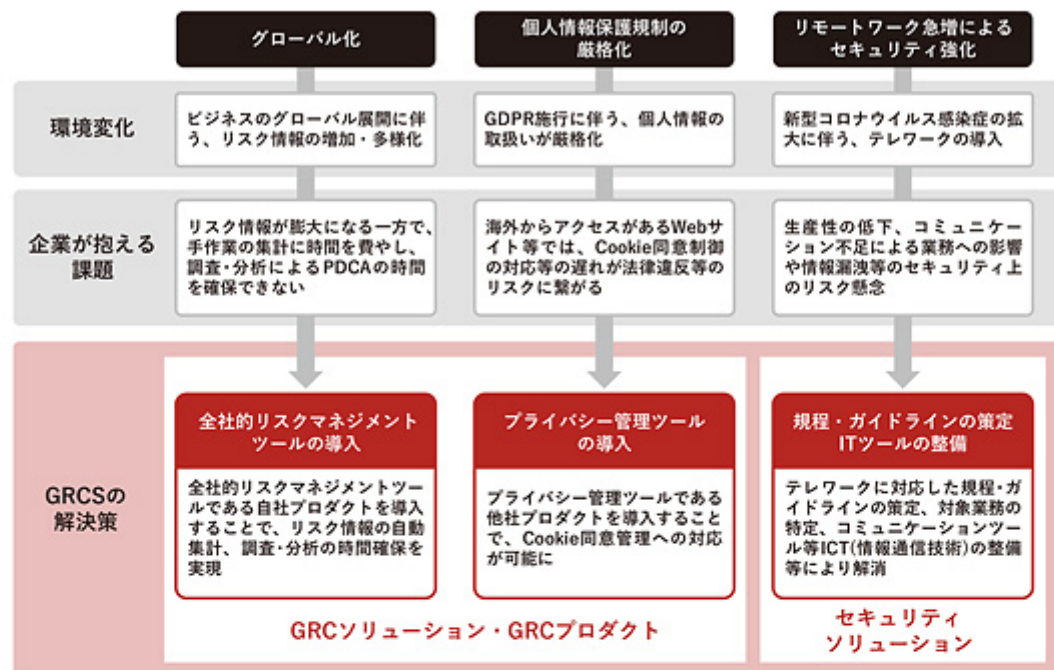 グローバル化
個人情報保護規制の
厳格化
リモートワーク急増による
セキュリティ強化
環境変化
ビジネスのグローバル展開に伴
う、リスク情報の増加・多様化
GDPR施行に伴う、個人情報の
取扱いが厳格化
新型コロナウイルス感染症の拡
大に伴う、テレワークの導入
企業が抱える
課題
リスク情報が膨大になる一方で、
手作業の集計に時間を費やし、
調査・分析によるPDCAの時間
を確保できない
海外からアクセスがあるWebサ
イト等では、Cookie同意制御
の対応等の遅れが法律違反等の
リスクに繋がる
生産性の低下、コミュニケー
ション不足による業務への影響
や情報漏洩等のセキュリティ上
のリスク懸念
GRCSの
解決策
全社的リスクマネジメント
ツールの導入
全社的リスクマネジメントツー
ルである自社プロダクトを導入
することで、リスク情報の自動
集計、調査・分析の時間確保を
実現
プライバシー管理ツール
の導入
プライバシー管理ツールである
他社プロダクトを導入すること
で、Cookie同意管理への対応
が可能に
規程・ガイドラインの策定
ITツールの整備
テレワークに対応した規程・ガ
イドラインの策定、対象業務の
特定、コミュニケーションツー
ル等ICT(情報通信技術)の整備
等により解消
GRCソリューション・GRCプロダクト
セキュリティ
ソリューション